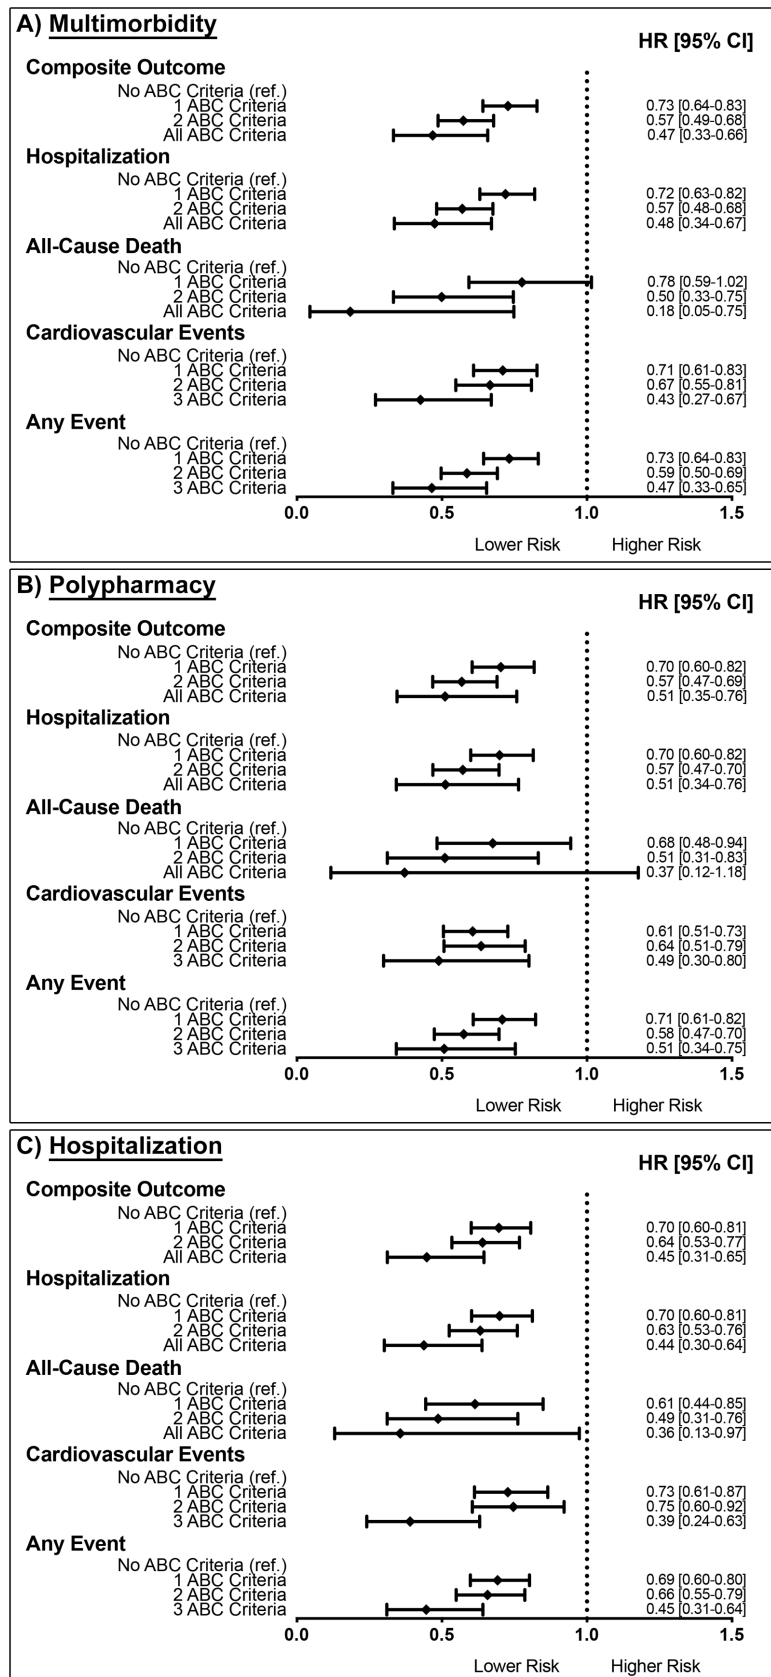 A) Multimorbidity
HR [95% CI]
Composite Outcome
No ABC Criteria (ref.)
1 ABC Criteria 0.73 [0.64-0.83]
2 ABC Criteria 0.57 [0.49-0.68]
All ABC Criteria 0.47 [0.33-0.66]
Hospitalization
No ABC Criteria (ref.)
1 ABC Criteria 0.72 [0.63-0.82]
2 ABC Criteria 0.57 [0.48-0.68]
All ABC Criteria 0.48 [0.34-0.67]
All-Cause Death
No ABC Criteria (ref.)
1 ABC Criteria 0.78 [0.59-1.02]
2 ABC Criteria 0.50 [0.33-0.75]
All ABC Criteria 0.18 [0.05-0.75]
Cardiovascular Events
No ABC Criteria (ref.)
1 ABC Criteria 0.71 [0.61-0.83]
2 ABC Criteria 0.67 [0.55-0.81]
3 ABC Criteria 0.43 [0.27-0.67]
Any Event
No ABC Criteria (ref.)
1 ABC Criteria 0.73 [0.64-0.83]
2 ABC Criteria 0.59 [0.50-0.69]
3 ABC Criteria 0.47 [0.33-0.65]
0.0 0.5 1.0 1.5
Lower Risk Higher Risk
B) Polypharmacy
HR [95% CI]
Composite Outcome
No ABC Criteria (ref.)
1 ABC Criteria 0.70 [0.60-0.82]
2 ABC Criteria 0.57 [0.47-0.69]
All ABC Criteria 0.51 [0.35-0.76]
Hospitalization
No ABC Criteria (ref.)
1 ABC Criteria 0.70 [0.60-0.82]
2 ABC Criteria 0.57 [0.47-0.70]
All ABC Criteria 0.51 [0.34-0.76]
All-Cause Death
No ABC Criteria (ref.)
1 ABC Criteria 0.68 [0.48-0.94]
2 ABC Criteria 0.51 [0.31-0.83]
All ABC Criteria 0.37 [0.12-1.18]
Cardiovascular Events
No ABC Criteria (ref.)
1 ABC Criteria 0.61 [0.51-0.73]
2 ABC Criteria 0.64 [0.51-0.79]
3 ABC Criteria 0.49 [0.30-0.80]
Any Event
No ABC Criteria (ref.)
1 ABC Criteria 0.71 [0.61-0.82]
2 ABC Criteria 0.58 [0.47-0.70]
3 ABC Criteria 0.51 [0.34-0.75]
0.0 0.5 1.0 1.5
Lower Risk Higher Risk
C) Hospitalization
HR [95% CI]
Composite Outcome
No ABC Criteria (ref.)
1 ABC Criteria 0.70 [0.60-0.81]
2 ABC Criteria 0.64 [0.53-0.77]
All ABC Criteria 0.45 [0.31-0.65]
Hospitalization
No ABC Criteria (ref.)
1 ABC Criteria 0.70 [0.60-0.81]
2 ABC Criteria 0.63 [0.53-0.76]
All ABC Criteria 0.44 [0.30-0.64]
All-Cause Death
No ABC Criteria (ref.)
1 ABC Criteria 0.61 [0.44-0.85]
2 ABC Criteria 0.49 [0.31-0.76]
All ABC Criteria 0.36 [0.13-0.97]
Cardiovascular Events
No ABC Criteria (ref.)
1 ABC Criteria 0.73 [0.61-0.87]
2 ABC Criteria 0.75 [0.60-0.92]
3 ABC Criteria 0.39 [0.24-0.63]
Any Event
No ABC Criteria (ref.)
1 ABC Criteria 0.69 [0.60-0.80]
2 ABC Criteria 0.66 [0.55-0.79]
3 ABC Criteria 0.45 [0.31-0.64]
0.0 0.5 1.0 1.5
Lower Risk Higher Risk